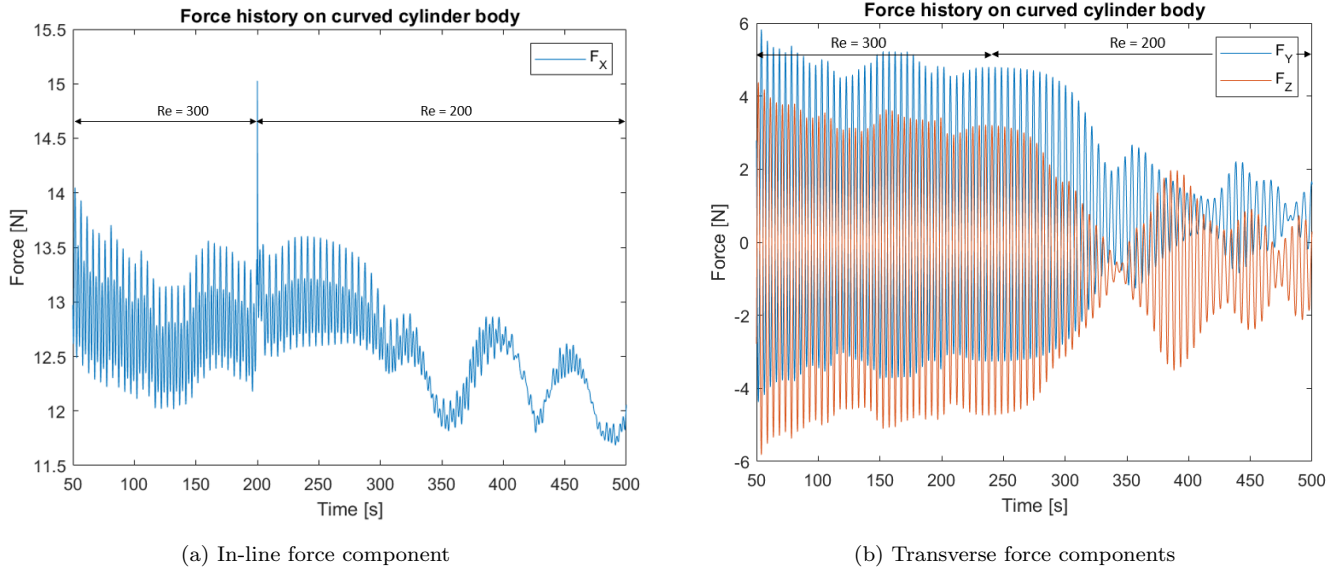 Force history on curved cylinder body
15.5
15
14.5
14
13.5
13
12.5
12
11.5
Force [N]
F_X
Re = 300
Re = 200
50 100 150 200 250 300 350 400 450 500
Time [s]
(a) In-line force component
Force history on curved cylinder body
6
4
2
0
-2
-4
-6
Force [N]
Re = 300
Re = 200
F_Y
F_Z
50 100 150 200 250 300 350 400 450 500
Time [s]
(b) Transverse force components